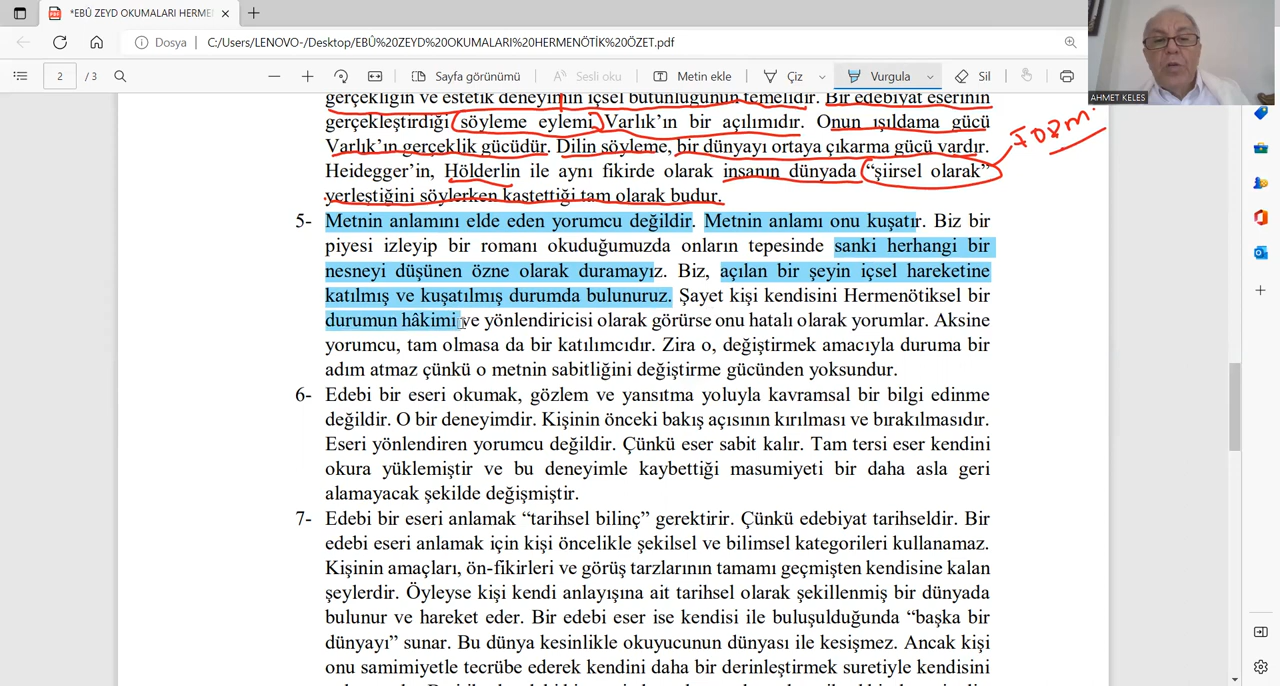 *EBÛ ZEYD OKUMALARI HERMEN
Dosya C:/Users/LENOVO-/Desktop/EBÛ%20ZEYD%20OKUMALARI%20HERMENÖTİK%20ÖZET.pdf
2 / 3 Sayfa görünümü Sesli oku Metin ekle Çiz Vurgula Sil
AHMET KELES
gerçekliğin ve estetik deneyimin içsel bütünlüğünün temelidir. Bir edebiyat eserinin
gerçekleştirdiği söyleme eylemi, Varlık’ın bir açılımıdır. Onun ışıldama gücü
Varlık’ın gerçeklik gücüdür. Dilin söyleme, bir dünyayı ortaya çıkarma gücü vardır.
FORM.
Heidegger’in, Hölderlin ile aynı fikirde olarak insanın dünyada “şiirsel olarak”
yerleştiğini söylerken kastettiği tam olarak budur.
5- Metnin anlamını elde eden yorumcu değildir. Metnin anlamı onu kuşatır. Biz bir
piyesi izleyip bir romanı okuduğumuzda onların tepesinde sanki herhangi bir
nesneyi düşünen özne olarak duramayız. Biz, açılan bir şeyin içsel hareketine
katılmış ve kuşatılmış durumda bulunuruz. Şayet kişi kendisini Hermenötiksel bir
durumun hâkimi ve yönlendiricisi olarak görürse onu hatalı olarak yorumlar. Aksine
yorumcu, tam olmasa da bir katılımcıdır. Zira o, değiştirmek amacıyla duruma bir
adım atmaz çünkü o metnin sabitliğini değiştirme gücünden yoksundur.
6- Edebi bir eseri okumak, gözlem ve yansıtma yoluyla kavramsal bir bilgi edinme
değildir. O bir deneyimdir. Kişinin önceki bakış açısının kırılması ve bırakılmasıdır.
Eseri yönlendiren yorumcu değildir. Çünkü eser sabit kalır. Tam tersi eser kendini
okura yüklemiştir ve bu deneyimle kaybettiği masumiyeti bir daha asla geri
alamayacak şekilde değişmiştir.
7- Edebi bir eseri anlamak “tarihsel bilinç” gerektirir. Çünkü edebiyat tarihseldir. Bir
edebi eseri anlamak için kişi öncelikle şekilsel ve bilimsel kategorileri kullanamaz.
Kişinin amaçları, ön-fikirleri ve görüş tarzlarının tamamı geçmişten kendisine kalan
şeylerdir. Öyleyse kişi kendi anlayışına ait tarihsel olarak şekillenmiş bir dünyada
bulunur ve hareket eder. Bir edebi eser ise kendisi ile buluşulduğunda “başka bir
dünyayı” sunar. Bu dünya kesinlikle okuyucunun dünyası ile kesişmez. Ancak kişi
onu samimiyetle tecrübe ederek kendini daha bir derinleştirmek suretiyle kendisini